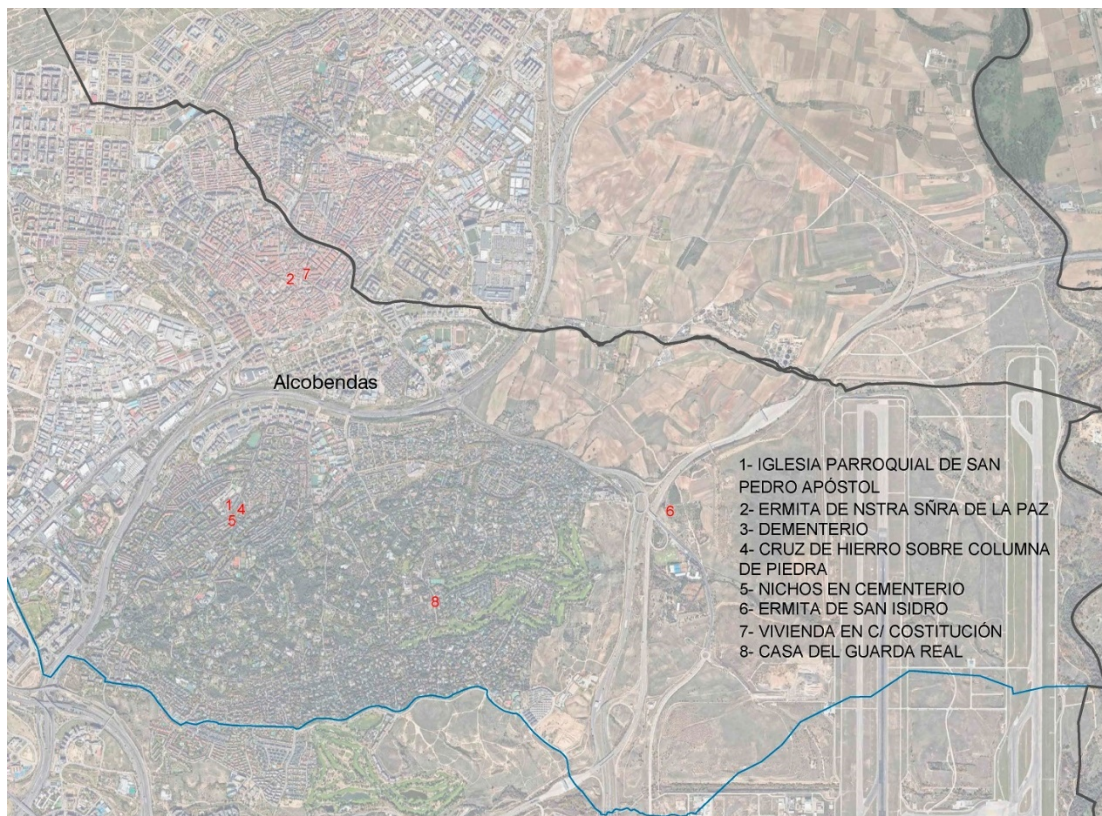 2
7
Alcobendas
1
4
5
6
8
1- IGLESIA PARROQUIAL DE SAN
PEDRO APÓSTOL
2- ERMITA DE NSTRA SÑRA DE LA PAZ
3- DEMENTERIO
4- CRUZ DE HIERRO SOBRE COLUMNA
DE PIEDRA
5- NICHOS EN CEMENTERIO
6- ERMITA DE SAN ISIDRO
7- VIVIENDA EN C/ COSTITUCIÓN
8- CASA DEL GUARDA REAL